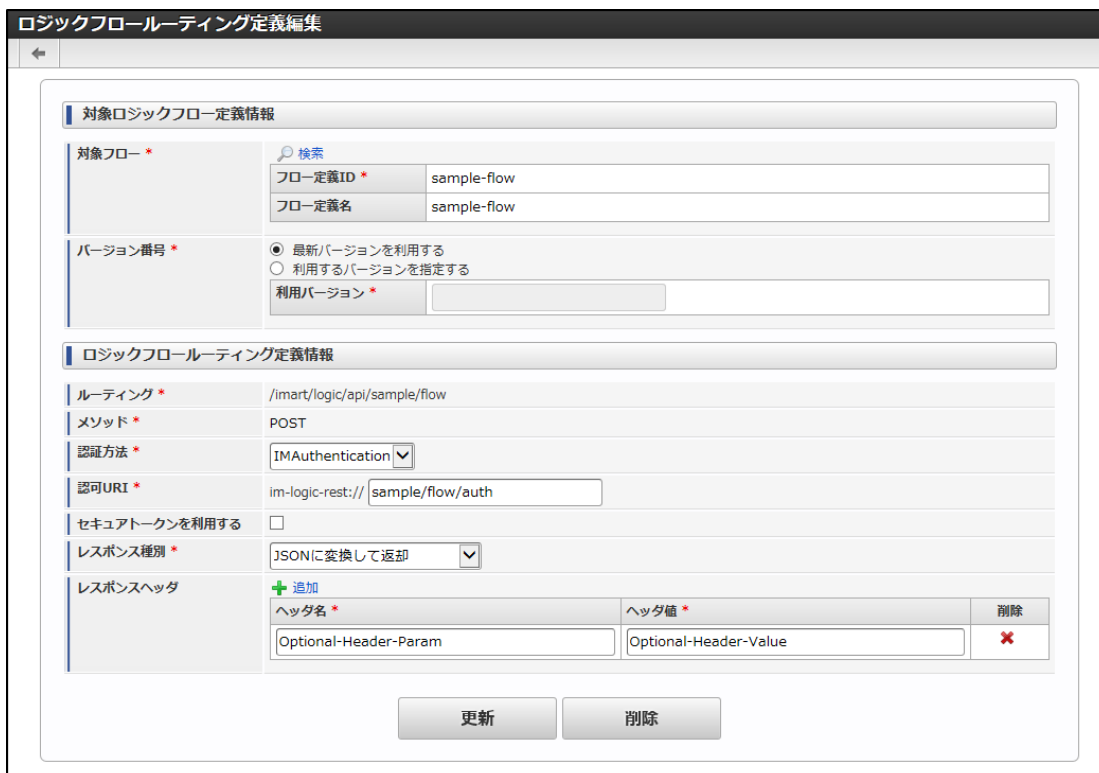 ロジックフロールーティング定義編集
対象ロジックフロー定義情報
対象フロー *
検索
フロー定義ID * sample-flow
フロー定義名 sample-flow
バージョン番号 *
最新バージョンを利用する
利用するバージョンを指定する
利用バージョン *
ロジックフロールーティング定義情報
ルーティング * /imart/logic/api/sample/flow
メソッド * POST
認証方法 * IMAuthentication
認可URI * im-logic-rest:// sample/flow/auth
セキュアトークンを利用する
レスポンス種別 * JSONに変換して返却
レスポンスヘッダ
追加
ヘッダ名 * ヘッダ値 * 削除
Optional-Header-Param Optional-Header-Value
更新 削除